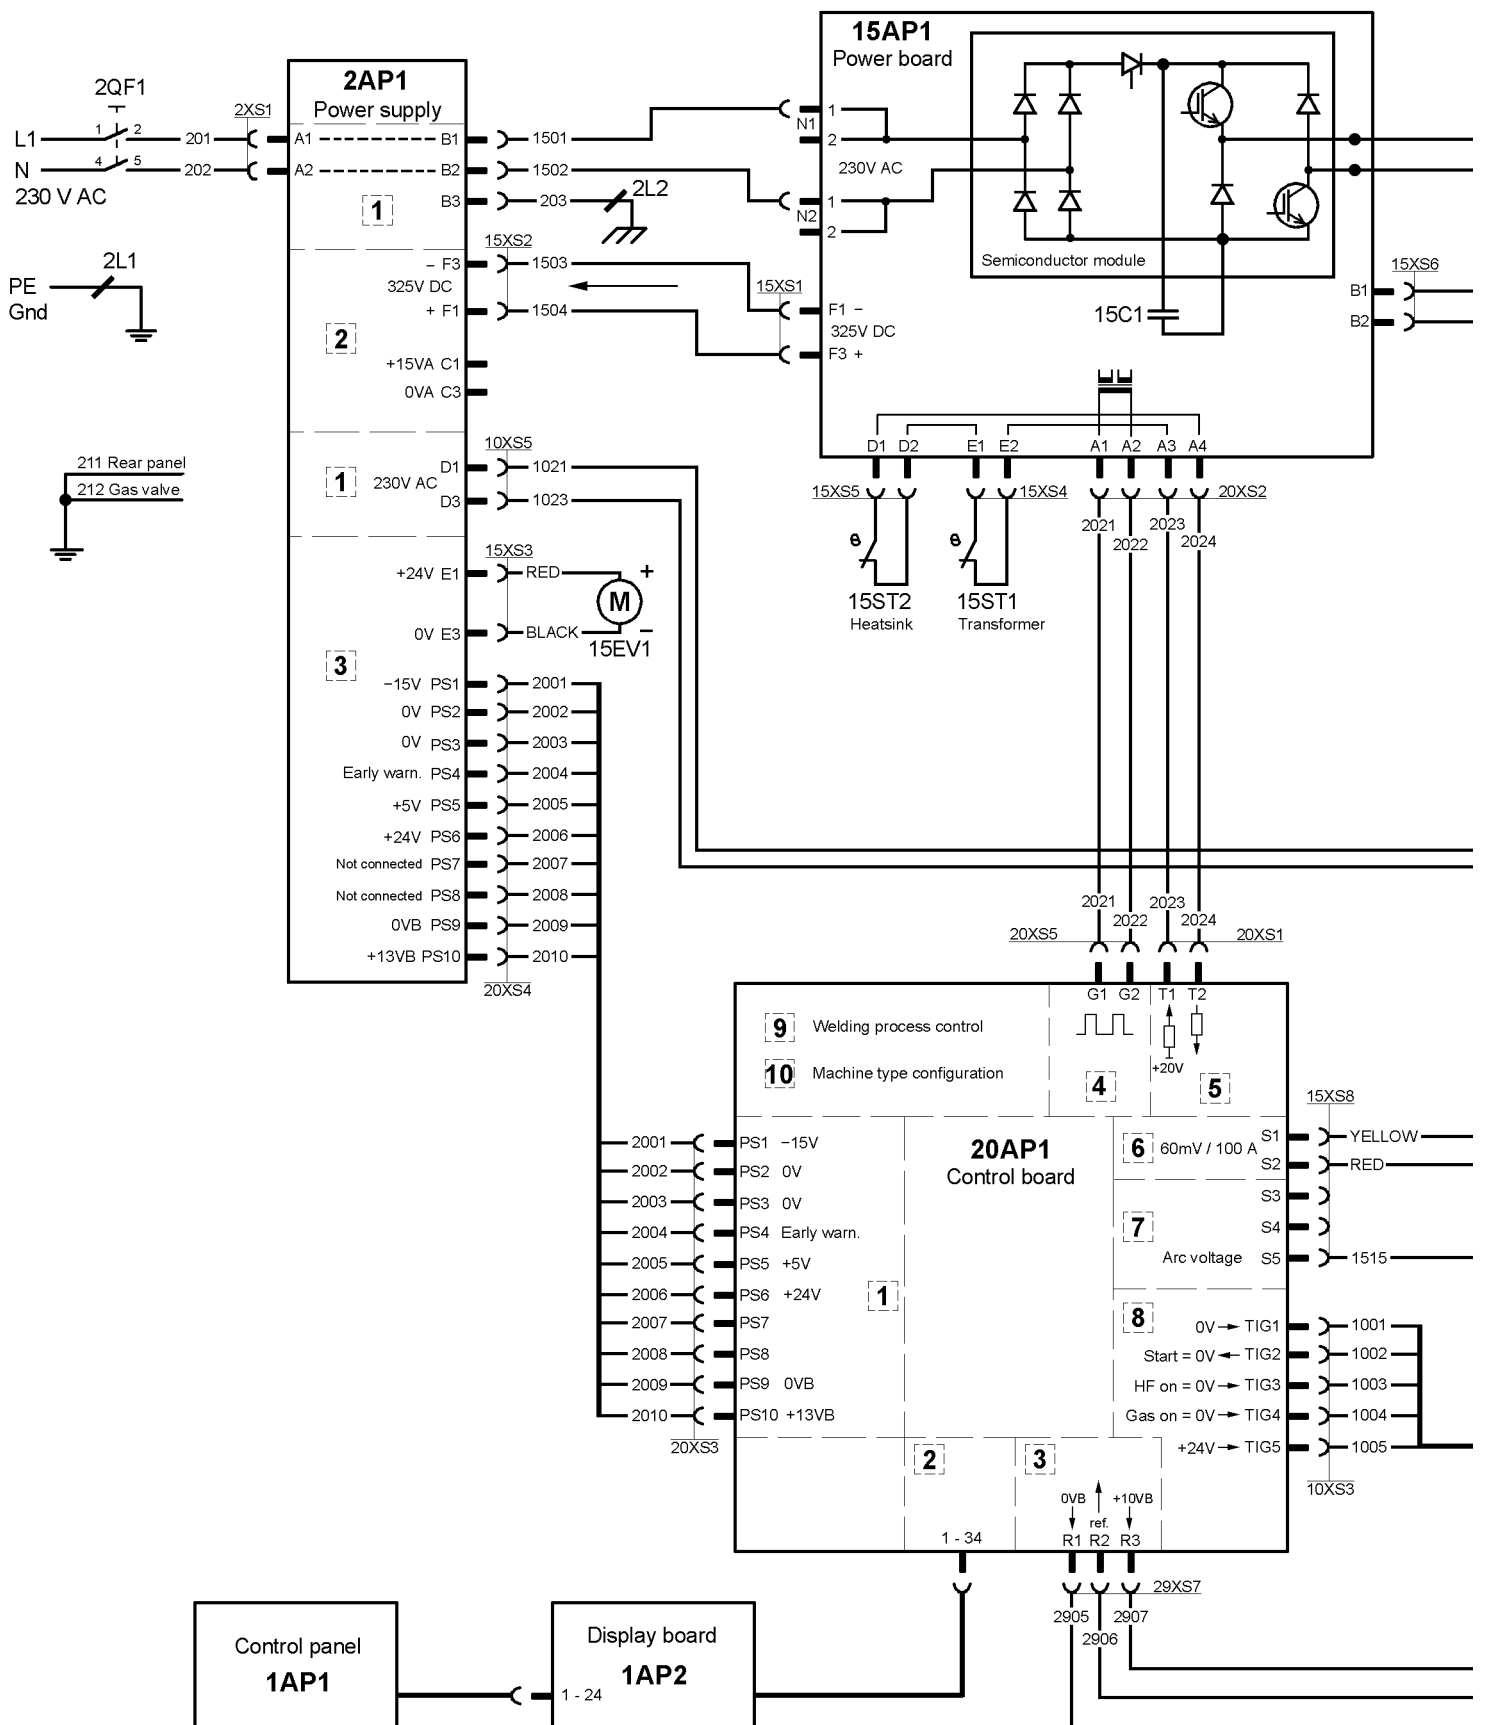 15AP1
Power board
2AP1
Power supply
2QF1
2XS1
L1
1
2
201
A1
B1
1501
N
4
5
202
A2
B2
1502
230 V AC
1
B3
203
2L2
N1
1
2
230V AC
N2
1
2
Semiconductor module
15C1
15XS6
B1
B2
PE
Gnd
2L1
15XS2
– F3
1503
325V DC
+ F1
1504
2
+15VA C1
0VA C3
15XS1
F1 –
325V DC
F3 +
D1
D2
E1
E2
A1
A2
A3
A4
15XS5
15XS4
20XS2
2021
2022
2023
2024
θ
θ
15ST2
Heatsink
15ST1
Transformer
211 Rear panel
212 Gas valve
10XS5
D1
1021
1
230V AC
D3
1023
15XS3
+24V E1
RED
+
M
0V E3
BLACK
–
15EV1
3
–15V PS1
2001
0V PS2
2002
0V PS3
2003
Early warn. PS4
2004
+5V PS5
2005
+24V PS6
2006
Not connected PS7
2007
Not connected PS8
2008
0VB PS9
2009
+13VB PS10
2010
20XS4
2021
2022
2023
2024
20XS5
20XS1
G1
G2
T1
T2
+20V
9
Welding process control
10
Machine type configuration
4
5
20AP1
Control board
15XS8
6
60mV / 100 A
S1
YELLOW
S2
RED
S3
7
S4
Arc voltage
S5
1515
2001
PS1 –15V
2002
PS2 0V
2003
PS3 0V
2004
PS4 Early warn.
2005
PS5 +5V
2006
PS6 +24V
1
2007
PS7
2008
PS8
2009
PS9 0VB
2010
PS10 +13VB
20XS3
8
0V
TIG1
1001
Start = 0V
TIG2
1002
HF on = 0V
TIG3
1003
Gas on = 0V
TIG4
1004
+24V
TIG5
1005
10XS3
2
3
0VB
ref.
+10VB
1 - 34
R1
R2
R3
29XS7
2905
2906
2907
Control panel
1AP1
Display board
1AP2
1 - 24